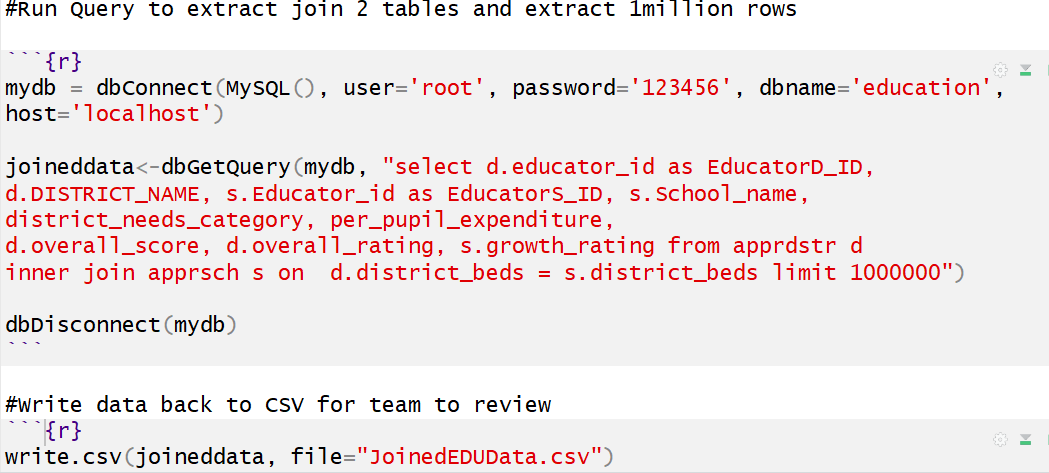 #Run Query to extract join 2 tables and extract 1million rows
```{r}
mydb = dbConnect(MySQL(), user='root', password='123456', dbname='education',
host='localhost')
joineddata<-dbGetQuery(mydb, "select d.educator_id as EducatorD_ID,
d.DISTRICT_NAME, s.Educator_id as EducatorS_ID, s.School_name,
district_needs_category, per_pupil_expenditure,
d.overall_score, d.overall_rating, s.growth_rating from apprdstr d
inner join apprsch s on  d.district_beds = s.district_beds limit 1000000")
dbDisconnect(mydb)
```
#Write data back to CSV for team to review
```{r}
write.csv(joineddata, file="JoinedEDUData.csv")